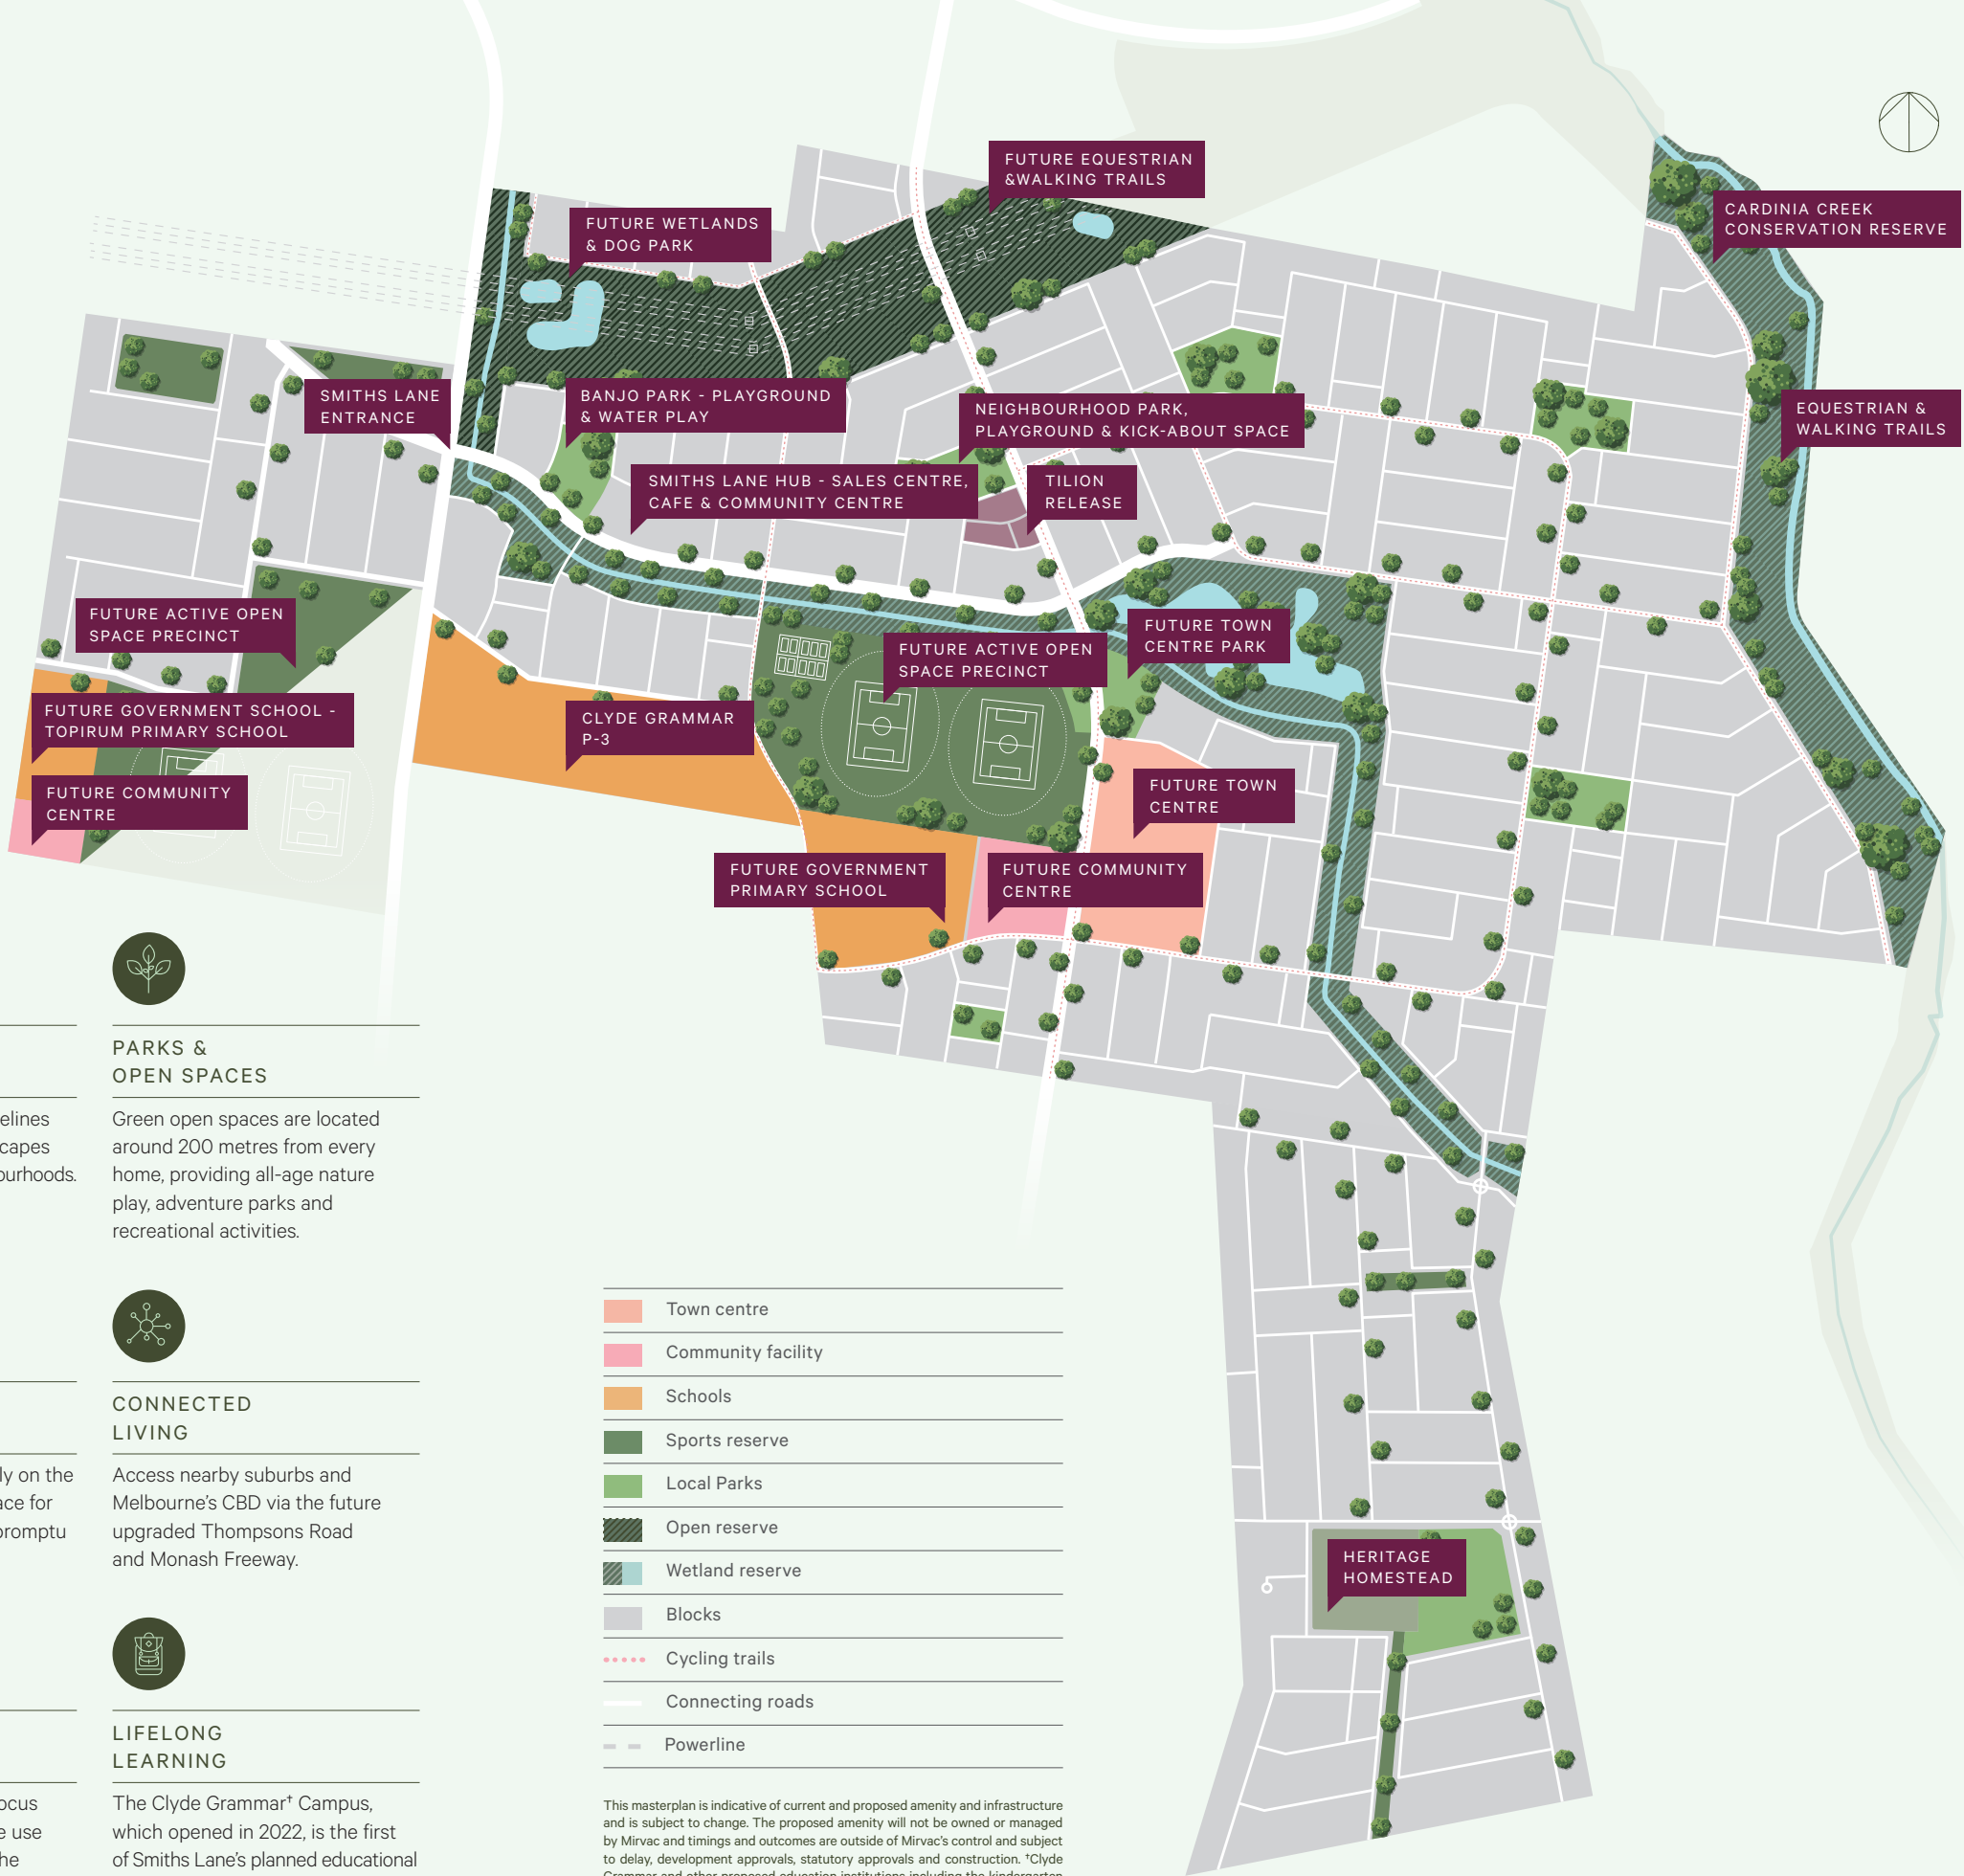 FUTURE EQUESTRIAN
&WALKING TRAILS
CARDINIA CREEK
CONSERVATION RESERVE
FUTURE WETLANDS
& DOG PARK
SMITHS LANE
ENTRANCE
BANJO PARK - PLAYGROUND
& WATER PLAY
NEIGHBOURHOOD PARK,
PLAYGROUND & KICK-ABOUT SPACE
EQUESTRIAN &
WALKING TRAILS
SMITHS LANE HUB - SALES CENTRE,
CAFE & COMMUNITY CENTRE
TILION
RELEASE
FUTURE ACTIVE OPEN
SPACE PRECINCT
FUTURE ACTIVE OPEN
SPACE PRECINCT
FUTURE TOWN
CENTRE PARK
FUTURE GOVERNMENT SCHOOL -
TOPIRUM PRIMARY SCHOOL
CLYDE GRAMMAR
P-3
FUTURE COMMUNITY
CENTRE
FUTURE TOWN
CENTRE
FUTURE GOVERNMENT
PRIMARY SCHOOL
FUTURE COMMUNITY
CENTRE
HERITAGE
HOMESTEAD
elines
capes
ourhoods.
ly on the
ace for
promptu
ocus
e use
he
PARKS &
OPEN SPACES
Green open spaces are located
around 200 metres from every
home, providing all-age nature
play, adventure parks and
recreational activities.
CONNECTED
LIVING
Access nearby suburbs and
Melbourne's CBD via the future
upgraded Thompsons Road
and Monash Freeway.
LIFELONG
LEARNING
The Clyde Grammar† Campus,
which opened in 2022, is the first
of Smiths Lane's planned educational
Town centre
Community facility
Schools
Sports reserve
Local Parks
Open reserve
Wetland reserve
Blocks
Cycling trails
Connecting roads
Powerline
This masterplan is indicative of current and proposed amenity and infrastructure
and is subject to change. The proposed amenity will not be owned or managed
by Mirvac and timings and outcomes are outside of Mirvac's control and subject
to delay, development approvals, statutory approvals and construction. †Clyde
Grammar and other proposed education institutions including the kindergarten